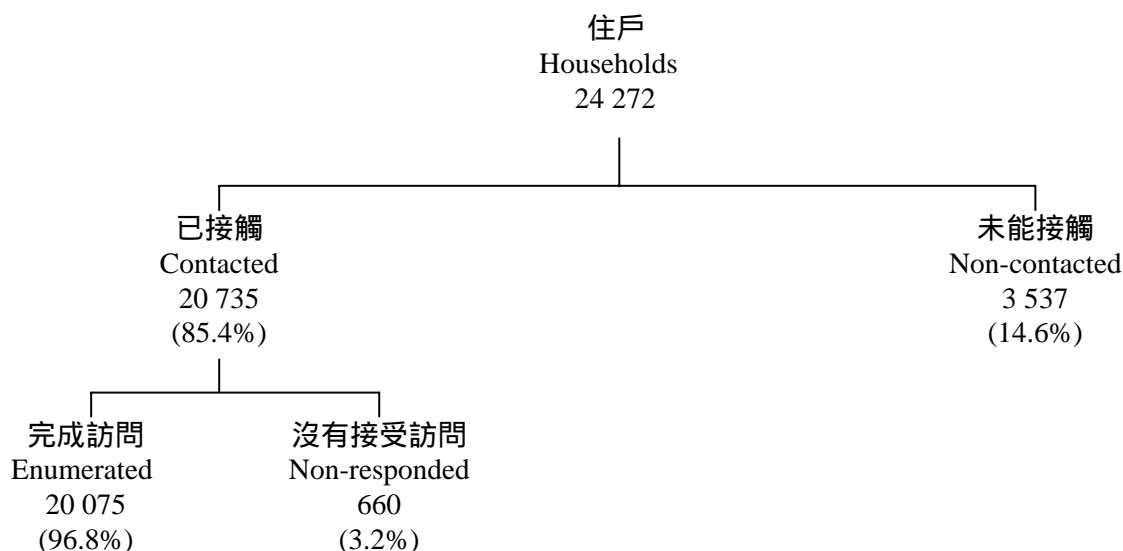 住戶
Households
24 272
已接觸
Contacted
20 735
(85.4%)
未能接觸
Non-contacted
3 537
(14.6%)
完成訪問
Enumerated
20 075
(96.8%)
沒有接受訪問
Non-responded
660
(3.2%)